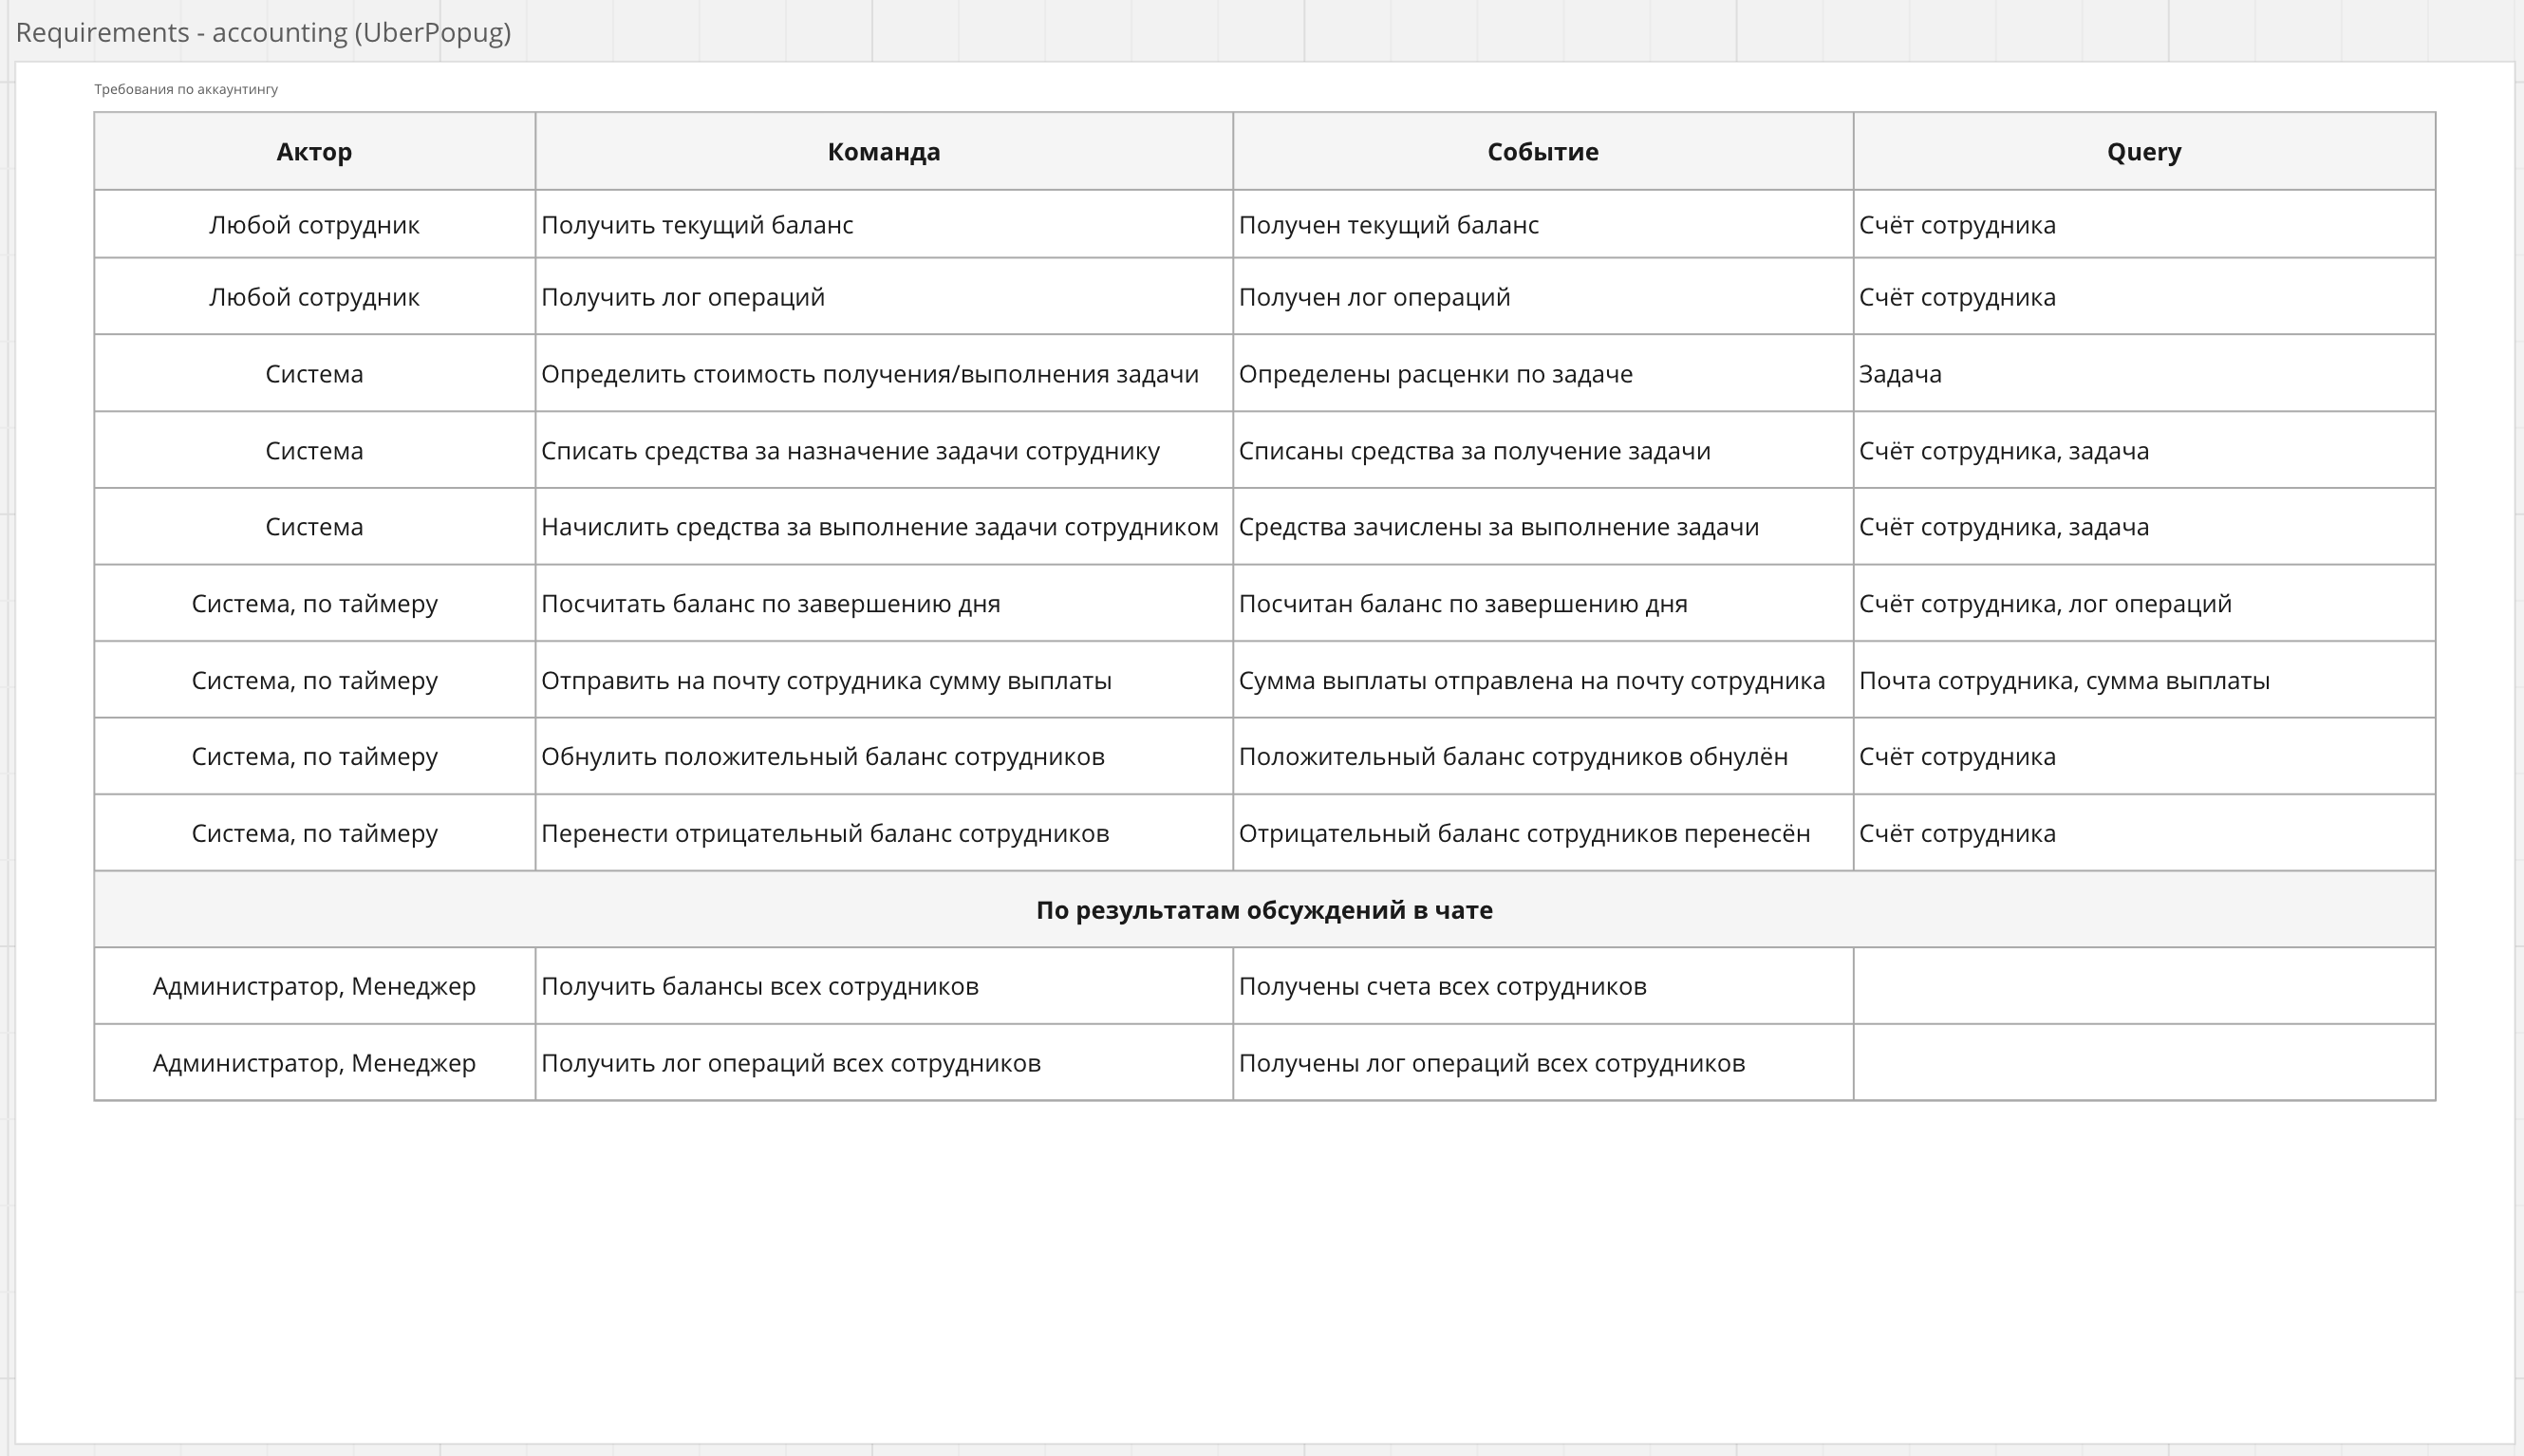 Requirements - accounting (UberPopug)
Требования по аккаунтингу
Актор Команда Событие Query
Любой сотрудник Получить текущий баланс Получен текущий баланс Счёт сотрудника
Любой сотрудник Получить лог операций Получен лог операций Счёт сотрудника
Система Определить стоимость получения/выполнения задачи Определены расценки по задаче Задача
Система Списать средства за назначение задачи сотруднику Списаны средства за получение задачи Счёт сотрудника, задача
Система Начислить средства за выполнение задачи сотрудником Средства зачислены за выполнение задачи Счёт сотрудника, задача
Система, по таймеру Посчитать баланс по завершению дня Посчитан баланс по завершению дня Счёт сотрудника, лог операций
Система, по таймеру Отправить на почту сотрудника сумму выплаты Сумма выплаты отправлена на почту сотрудника Почта сотрудника, сумма выплаты
Система, по таймеру Обнулить положительный баланс сотрудников Положительный баланс сотрудников обнулён Счёт сотрудника
Система, по таймеру Перенести отрицательный баланс сотрудников Отрицательный баланс сотрудников перенесён Счёт сотрудника
По результатам обсуждений в чате
Администратор, Менеджер Получить балансы всех сотрудников Получены счета всех сотрудников
Администратор, Менеджер Получить лог операций всех сотрудников Получены лог операций всех сотрудников